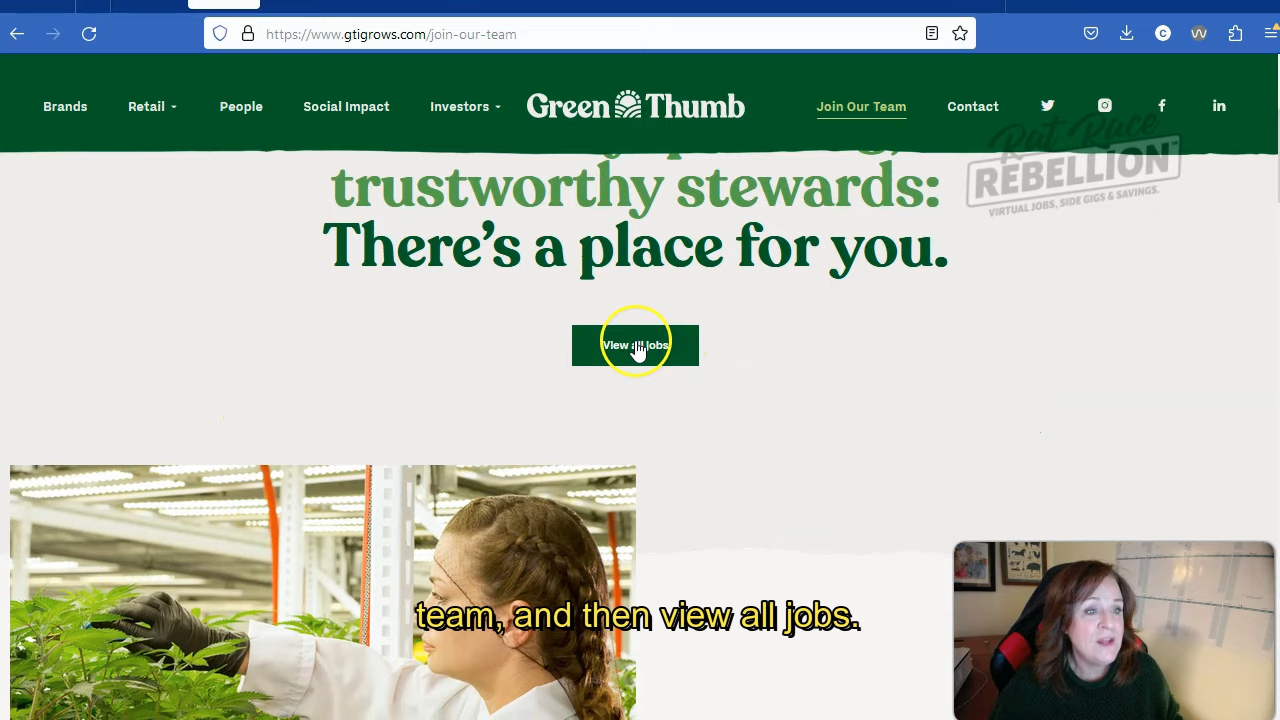 https://www.gtigrows.com/join-our-team
Brands
Retail
People
Social Impact
Investors
Green Thumb
Join Our Team
Contact
Rat Race
REBELLION
VIRTUAL JOBS, SIDE GIGS & SAVINGS.
trustworthy stewards:
There's a place for you.
View all Jobs
team, and then view all jobs.